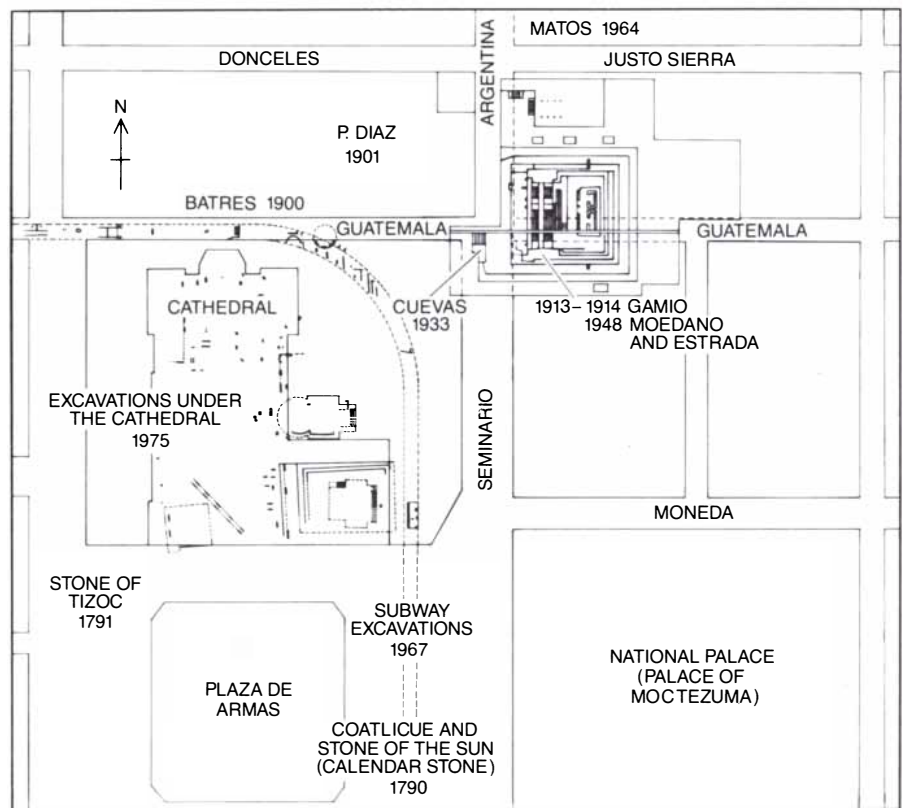 MATOS 1964
DONCELES
ARGENTINA
JUSTO SIERRA
N
P. DIAZ
1901
BATRES 1900
GUATEMALA
GUATEMALA
CATHEDRAL
CUEVAS
1933
1913–1914 GAMIO
1948 MOEDANO
AND ESTRADA
EXCAVATIONS UNDER
THE CATHEDRAL
1975
SEMINARIO
MONEDA
STONE OF
TIZOC
1791
SUBWAY
EXCAVATIONS
1967
NATIONAL PALACE
(PALACE OF
MOCTEZUMA)
PLAZA DE
ARMAS
COATLICUE AND
STONE OF THE SUN
(CALENDAR STONE)
1790